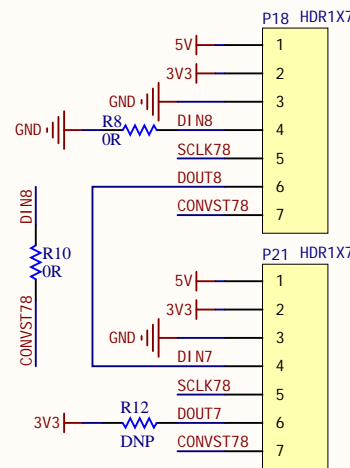 P18 HDR1X7
5V 1
3V3 2
GND 3
GND R8 0R DIN8 4
SCLK78 5
DOUT8 6
CONVST78 7
DIN8
R10
0R
CONVST78
P21 HDR1X7
5V 1
3V3 2
GND 3
DIN7 4
SCLK78 5
3V3 R12 DNP DOUT7 6
CONVST78 7